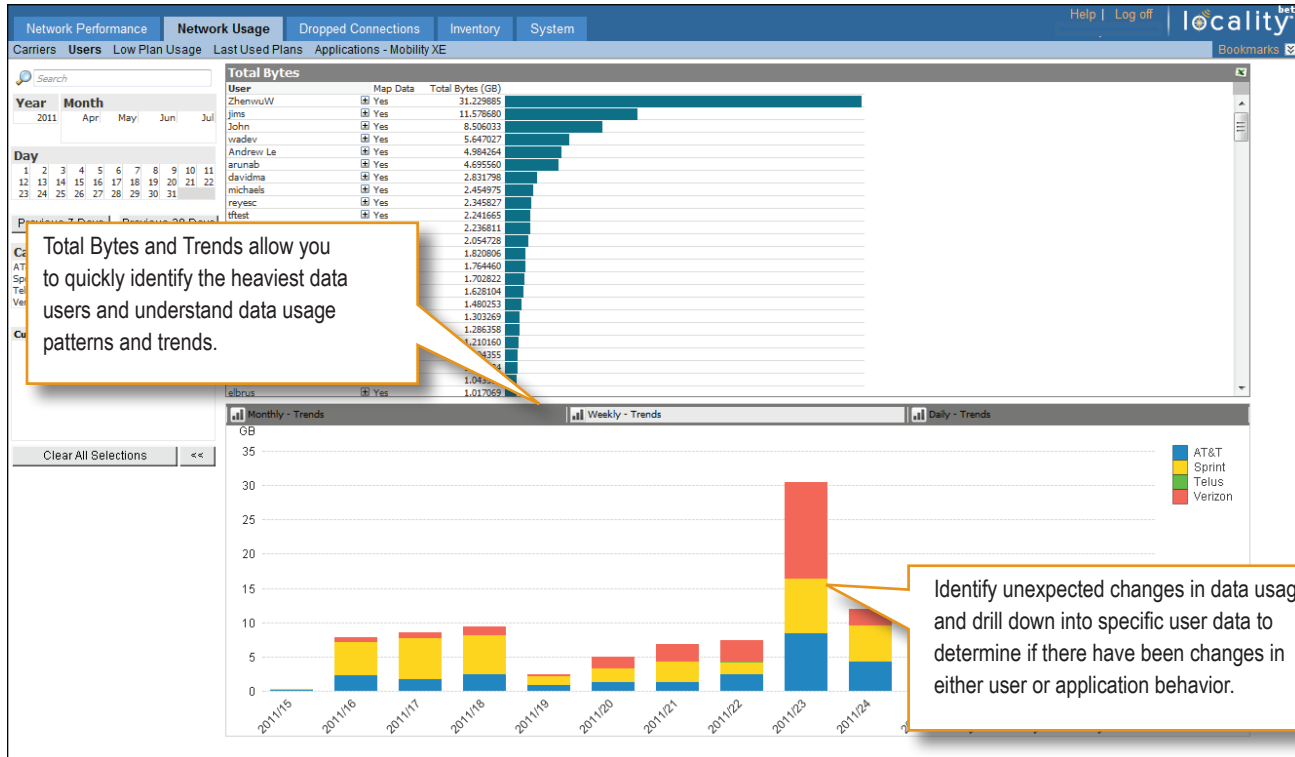 Help | Log off
locality
Network Performance Network Usage Dropped Connections Inventory System
Carriers Users Low Plan Usage Last Used Plans Applications - Mobility XE
Bookmarks
Search
Year Month
2011 Apr May Jun Jul
Day
1 2 3 4 5 6 7 8 9 10 11
12 13 14 15 16 17 18 19 20 21 22
23 24 25 26 27 28 29 30 31
Clear All Selections <<
Total Bytes
User Map Data Total Bytes (GB)
ZhenwuW Yes 31.229885
jims Yes 11.578680
John Yes 8.506033
wadev Yes 5.647027
Andrew Le Yes 4.984264
arunab Yes 4.695560
davidma Yes 2.831798
michaels Yes 2.454975
reyesc Yes 2.345827
tftest Yes 2.241665
2.236811
2.054728
1.820806
1.764460
1.702822
1.628104
1.480253
1.303269
1.286358
1.210160
elbrus Yes 1.017069
Total Bytes and Trends allow you
to quickly identify the heaviest data
users and understand data usage
patterns and trends.
Monthly - Trends Weekly - Trends Daily - Trends
GB
35
30
25
20
15
10
5
0
2011/15 2011/16 2011/17 2011/18 2011/19 2011/20 2011/21 2011/22 2011/23 2011/24
AT&T
Sprint
Telus
Verizon
Identify unexpected changes in data usag
and drill down into specific user data to
determine if there have been changes in
either user or application behavior.